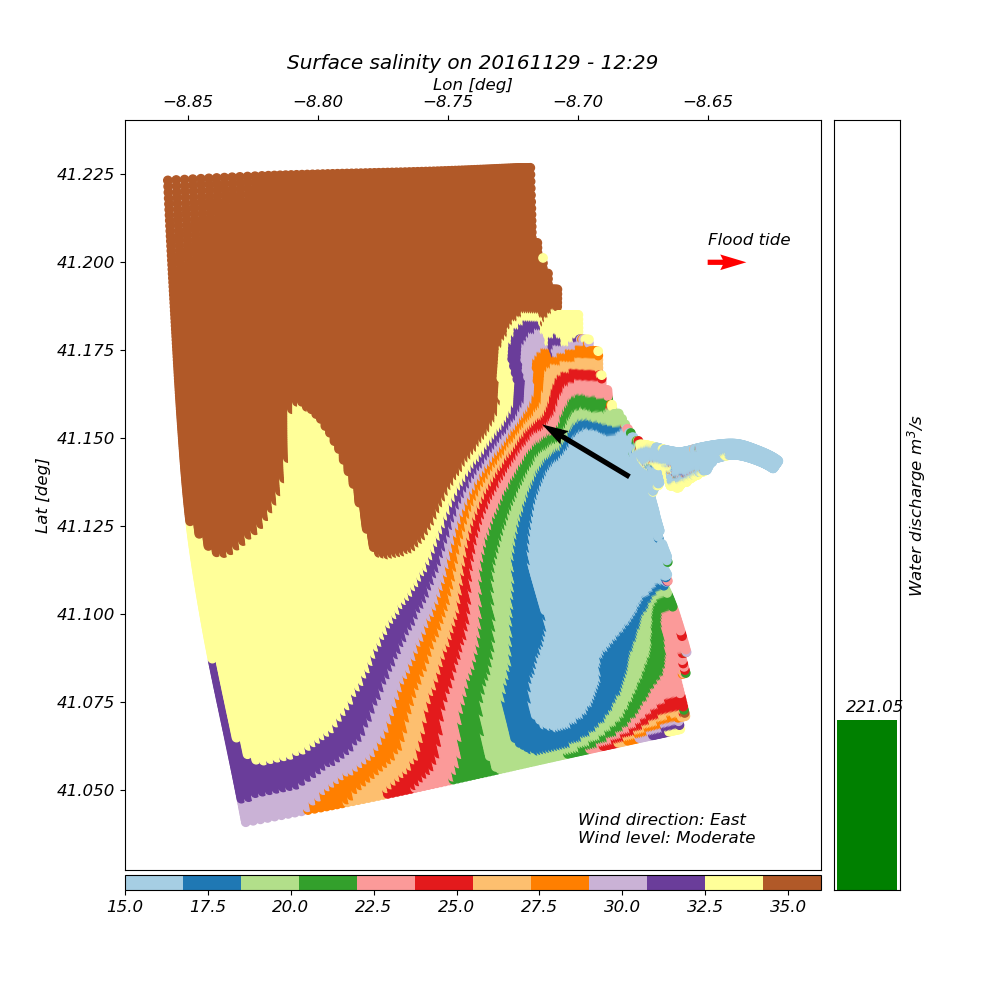 Surface salinity on 20161129 - 12:29
Lon [deg]
−8.85 −8.80 −8.75 −8.70 −8.65
41.225
41.200
41.175
41.150
41.125
41.100
41.075
41.050
Lat [deg]
Flood tide
Wind direction: East
Wind level: Moderate
15.0 17.5 20.0 22.5 25.0 27.5 30.0 32.5 35.0
221.05
Water discharge m³/s